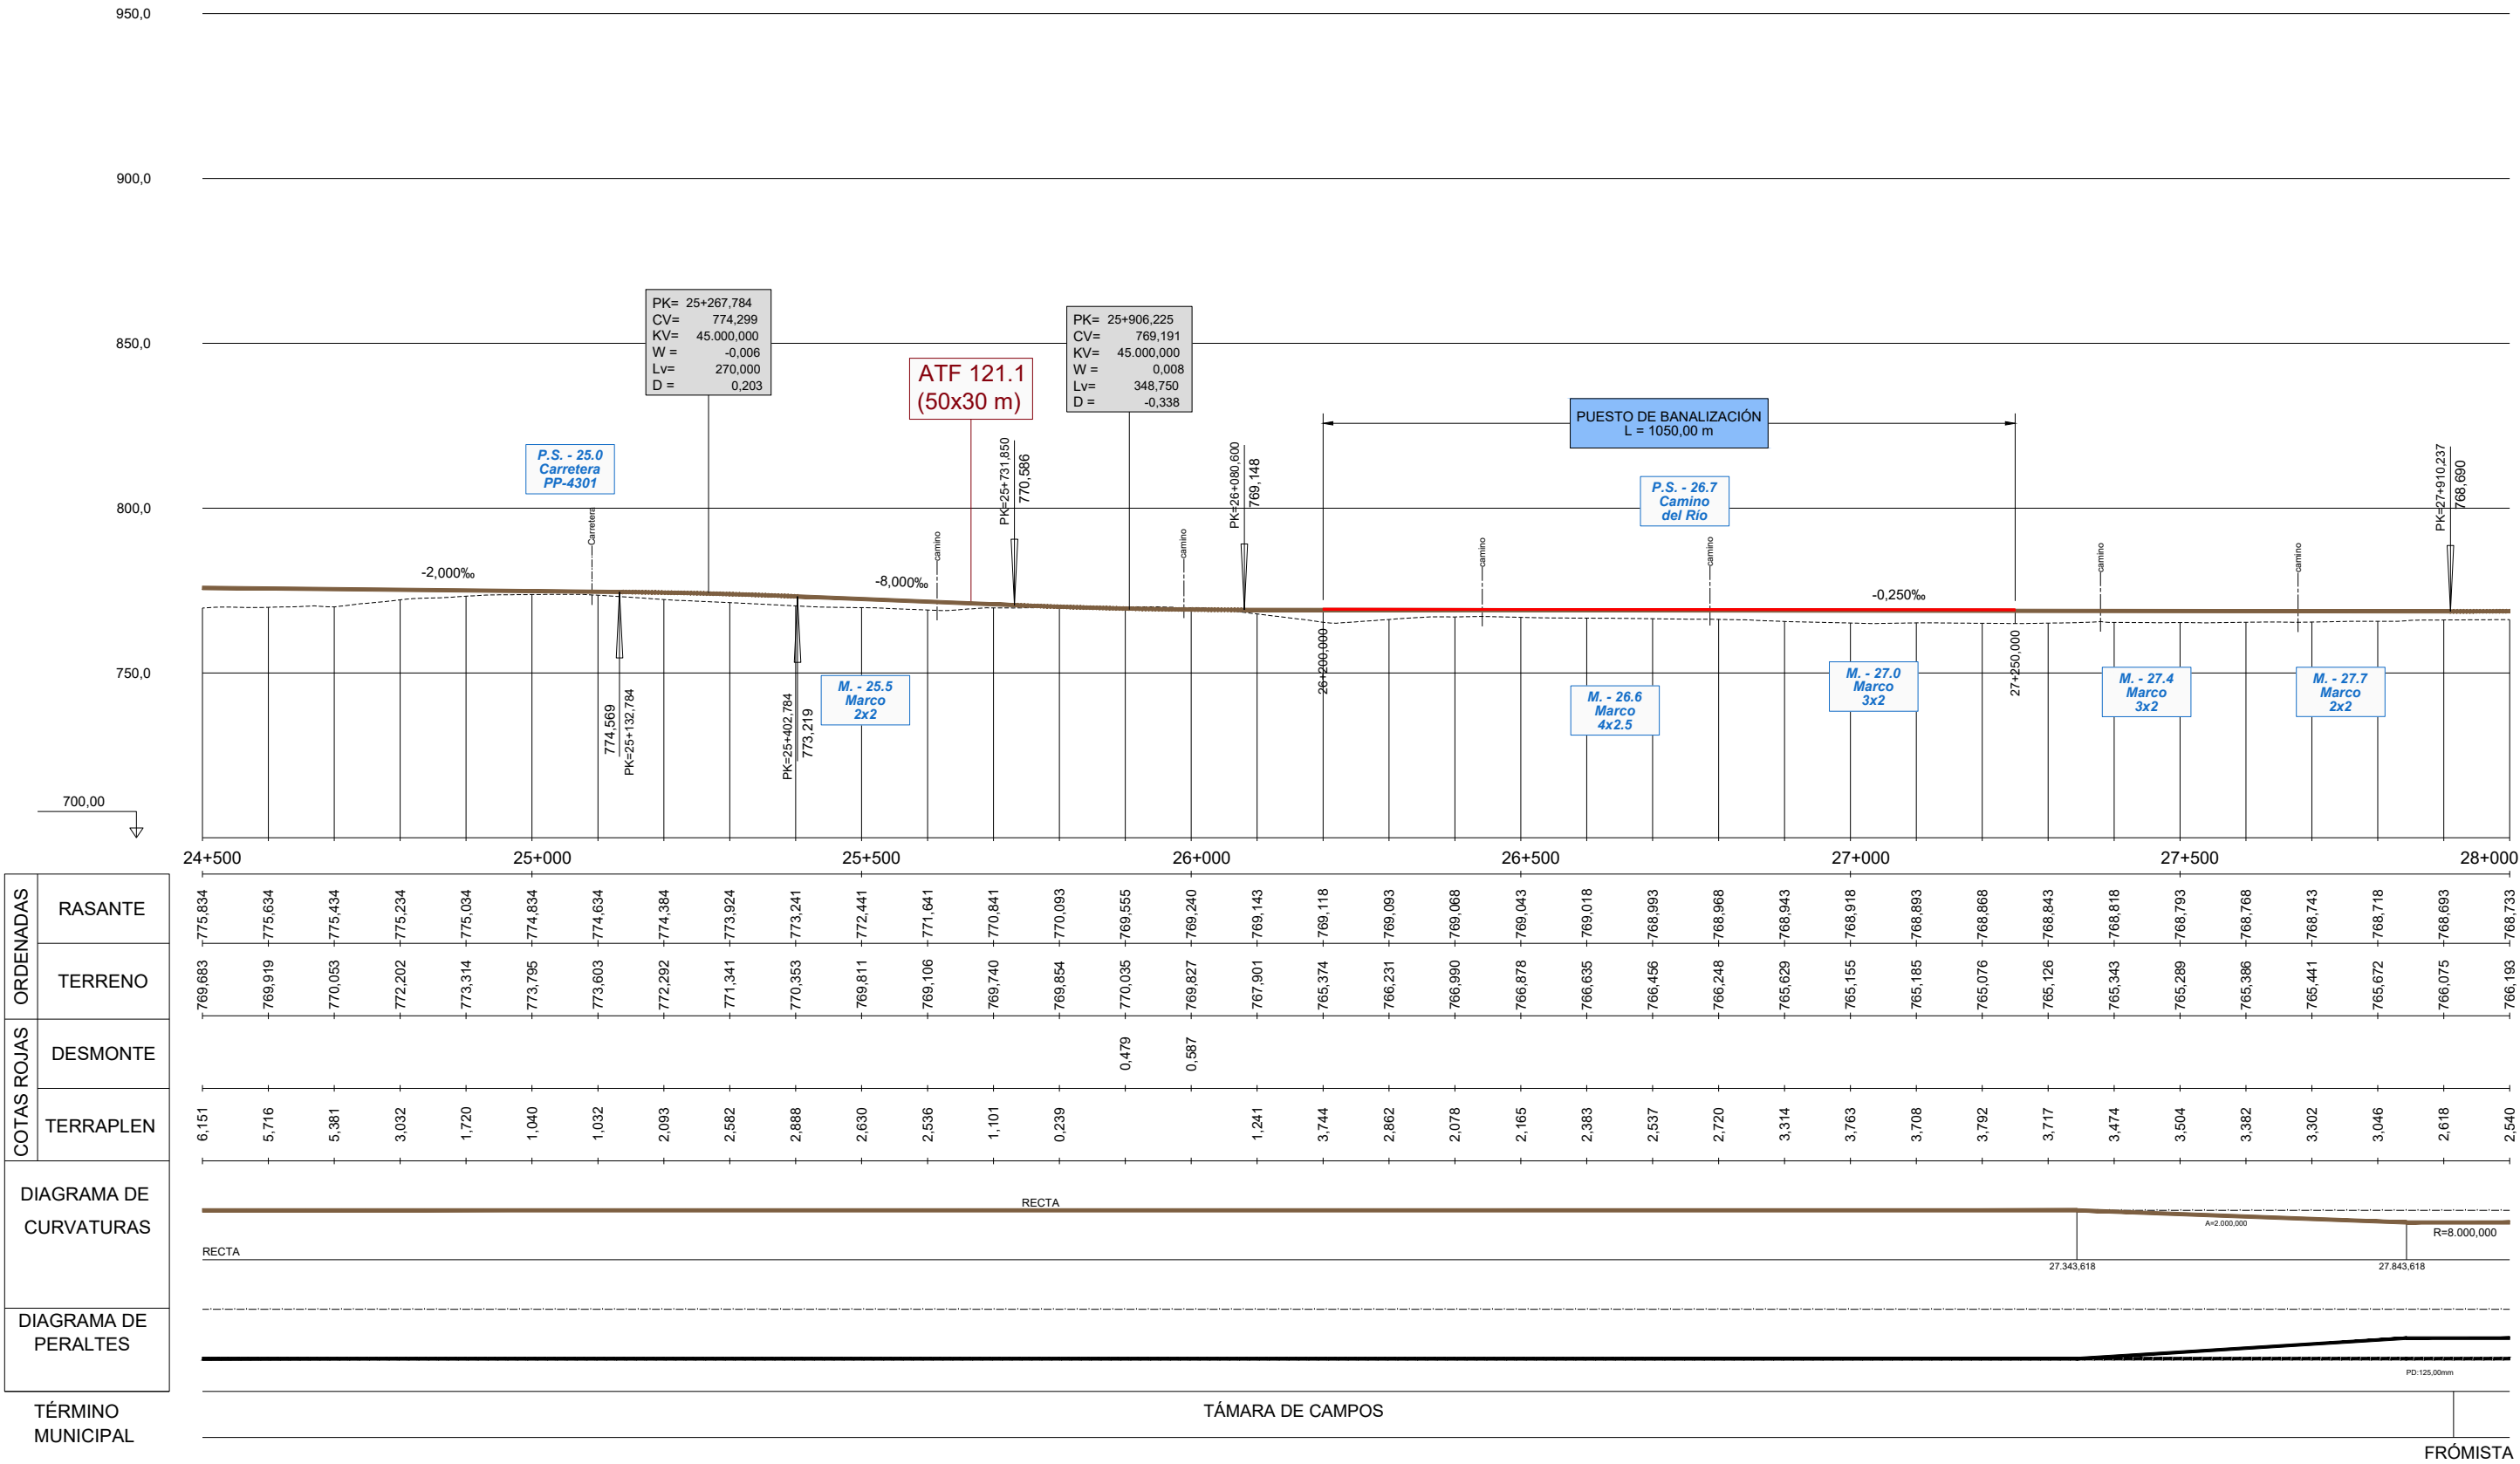 950,0
900,0
850,0
800,0
750,0
700,00
PK= 25+267,784
CV= 774,299
KV= 45.000,000
W = -0,006
Lv= 270,000
D = 0,203
PK= 25+906,225
CV= 769,191
KV= 45.000,000
W = 0,008
Lv= 348,750
D = -0,338
ATF 121.1
(50x30 m)
PUESTO DE BANALIZACIÓN
L = 1050,00 m
P.S. - 25.0
Carretera
PP-4301
P.S. - 26.7
Camino
del Río
Carretera
camino
PK=25+731,850
770,586
camino
PK=26+080,600
769,148
camino
camino
camino
camino
PK=27+910,237
768,690
-2,000‰
-8,000‰
-0,250‰
774,569
PK=25+132,784
PK=25+402,784
773,219
26+200,000
27+250,000
M. - 25.5
Marco
2x2
M. - 26.6
Marco
4x2.5
M. - 27.0
Marco
3x2
M. - 27.4
Marco
3x2
M. - 27.7
Marco
2x2
24+500 25+000 25+500 26+000 26+500 27+000 27+500 28+000
ORDENADAS
RASANTE
775,834 775,634 775,434 775,234 775,034 774,834 774,634 774,384 773,924 773,241 772,441 771,641 770,841 770,093 769,555 769,240 769,143 769,118 769,093 769,068 769,043 769,018 768,993 768,968 768,943 768,918 768,893 768,868 768,843 768,818 768,793 768,768 768,743 768,718 768,693 768,733
TERRENO
769,683 769,919 770,053 772,202 773,314 773,795 773,603 772,292 771,341 770,353 769,811 769,106 769,740 769,854 770,035 769,827 767,901 765,374 766,231 766,990 766,878 766,635 766,456 766,248 765,629 765,155 765,185 765,076 765,126 765,343 765,289 765,386 765,441 765,672 766,075 766,193
COTAS ROJAS
DESMONTE
0,479 0,587
TERRAPLEN
6,151 5,716 5,381 3,032 1,720 1,040 1,032 2,093 2,582 2,888 2,630 2,536 1,101 0,239 1,241 3,744 2,862 2,078 2,165 2,383 2,537 2,720 3,314 3,763 3,708 3,792 3,717 3,474 3,504 3,382 3,302 3,046 2,618 2,540
DIAGRAMA DE
CURVATURAS
RECTA
RECTA
A=2.000,000
R=8.000,000
27.343,618
27.843,618
DIAGRAMA DE
PERALTES
PD:125,00mm
TÉRMINO
MUNICIPAL
TÁMARA DE CAMPOS
FRÓMISTA